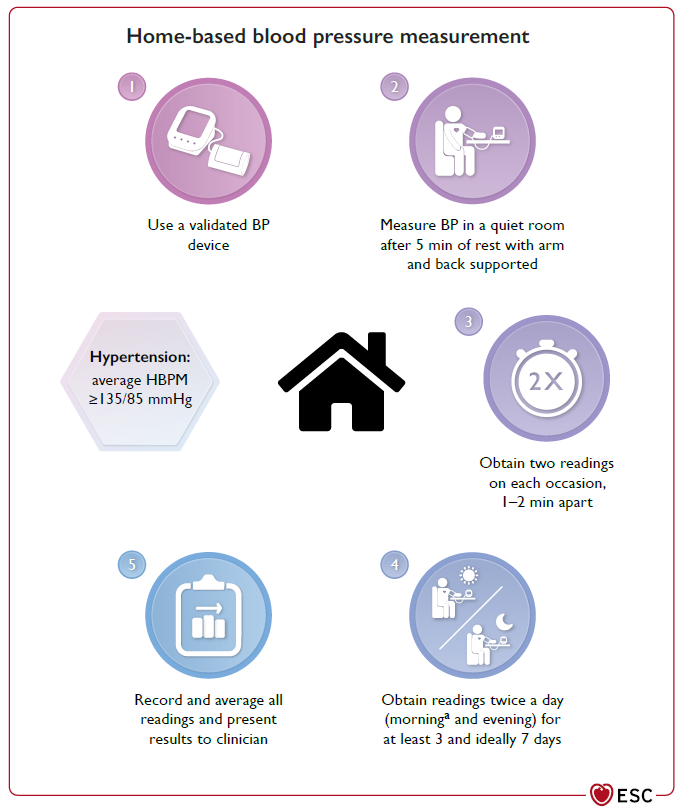 Home-based blood pressure measurement
1
Use a validated BP
device
2
Measure BP in a quiet room
after 5 min of rest with arm
and back supported
Hypertension:
average HBPM
≥135/85 mmHg
3
2X
Obtain two readings
on each occasion,
1–2 min apart
5
Record and average all
readings and present
results to clinician
4
Obtain readings twice a day
(morningᵃ and evening) for
at least 3 and ideally 7 days
ESC